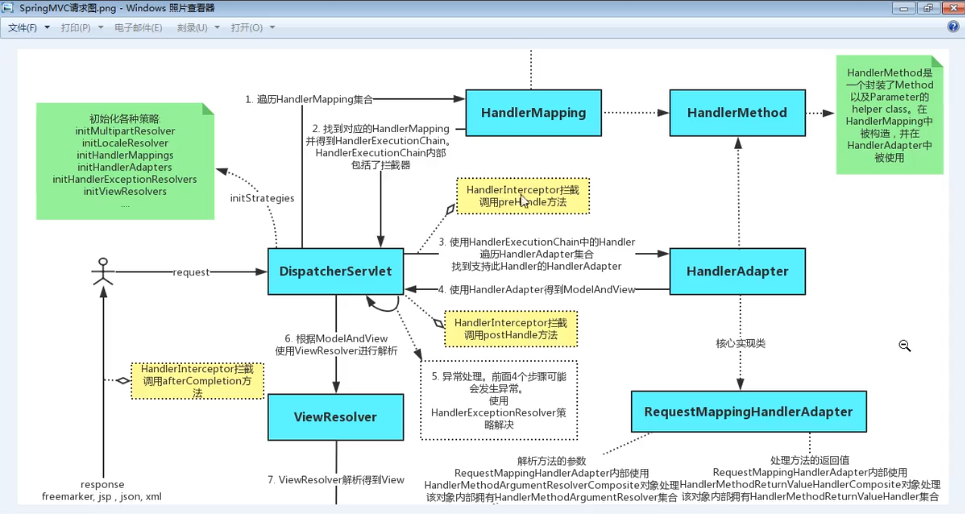 SpringMVC请求图.png - Windows 照片查看器
文件(F) 打印(P) 电子邮件(E) 刻录(U) 打开(O)
初始化各种策略
initMultipartResolver
initLocaleResolver
initHandlerMappings
initHandlerAdapters
initHandlerExceptionResolvers
initViewResolvers
....
initStrategies
1. 遍历HandlerMapping集合
2. 找到对应的HandlerMapping
并得到HandlerExecutionChain。
HandlerExecutionChain内部
包括了拦截器
HandlerMapping
HandlerMethod
HandlerMethod是
一个封装了Method
以及Parameter的
helper class。在
HandlerMapping中
被构造，并在
HandlerAdapter中
被使用
HandlerInterceptor拦截
调用preHandle方法
3. 使用HandlerExecutionChain中的Handler
遍历HandlerAdapter集合
找到支持此Handler的HandlerAdapter
request
DispatcherServlet
HandlerAdapter
4. 使用HandlerAdapter得到ModelAndView
HandlerInterceptor拦截
调用postHandle方法
6. 根据ModelAndView
使用ViewResolver进行解析
核心实现类
HandlerInterceptor拦截
调用afterCompletion方
法
5. 异常处理。前面4个步骤可能
会发生异常。
使用
HandlerExceptionResolver策
略解决
ViewResolver
RequestMappingHandlerAdapter
7. ViewResolver解析得到View
解析方法的参数
RequestMappingHandlerAdapter内部使用
HandlerMethodArgumentResolverComposite对象处理
该对象内部拥有HandlerMethodArgumentResolver集合
处理方法的返回值
RequestMappingHandlerAdapter内部使用
HandlerMethodReturnValueHandlerComposite对象处理
该对象内部拥有HandlerMethodReturnValueHandler集合
response
freemarker, jsp , json, xml